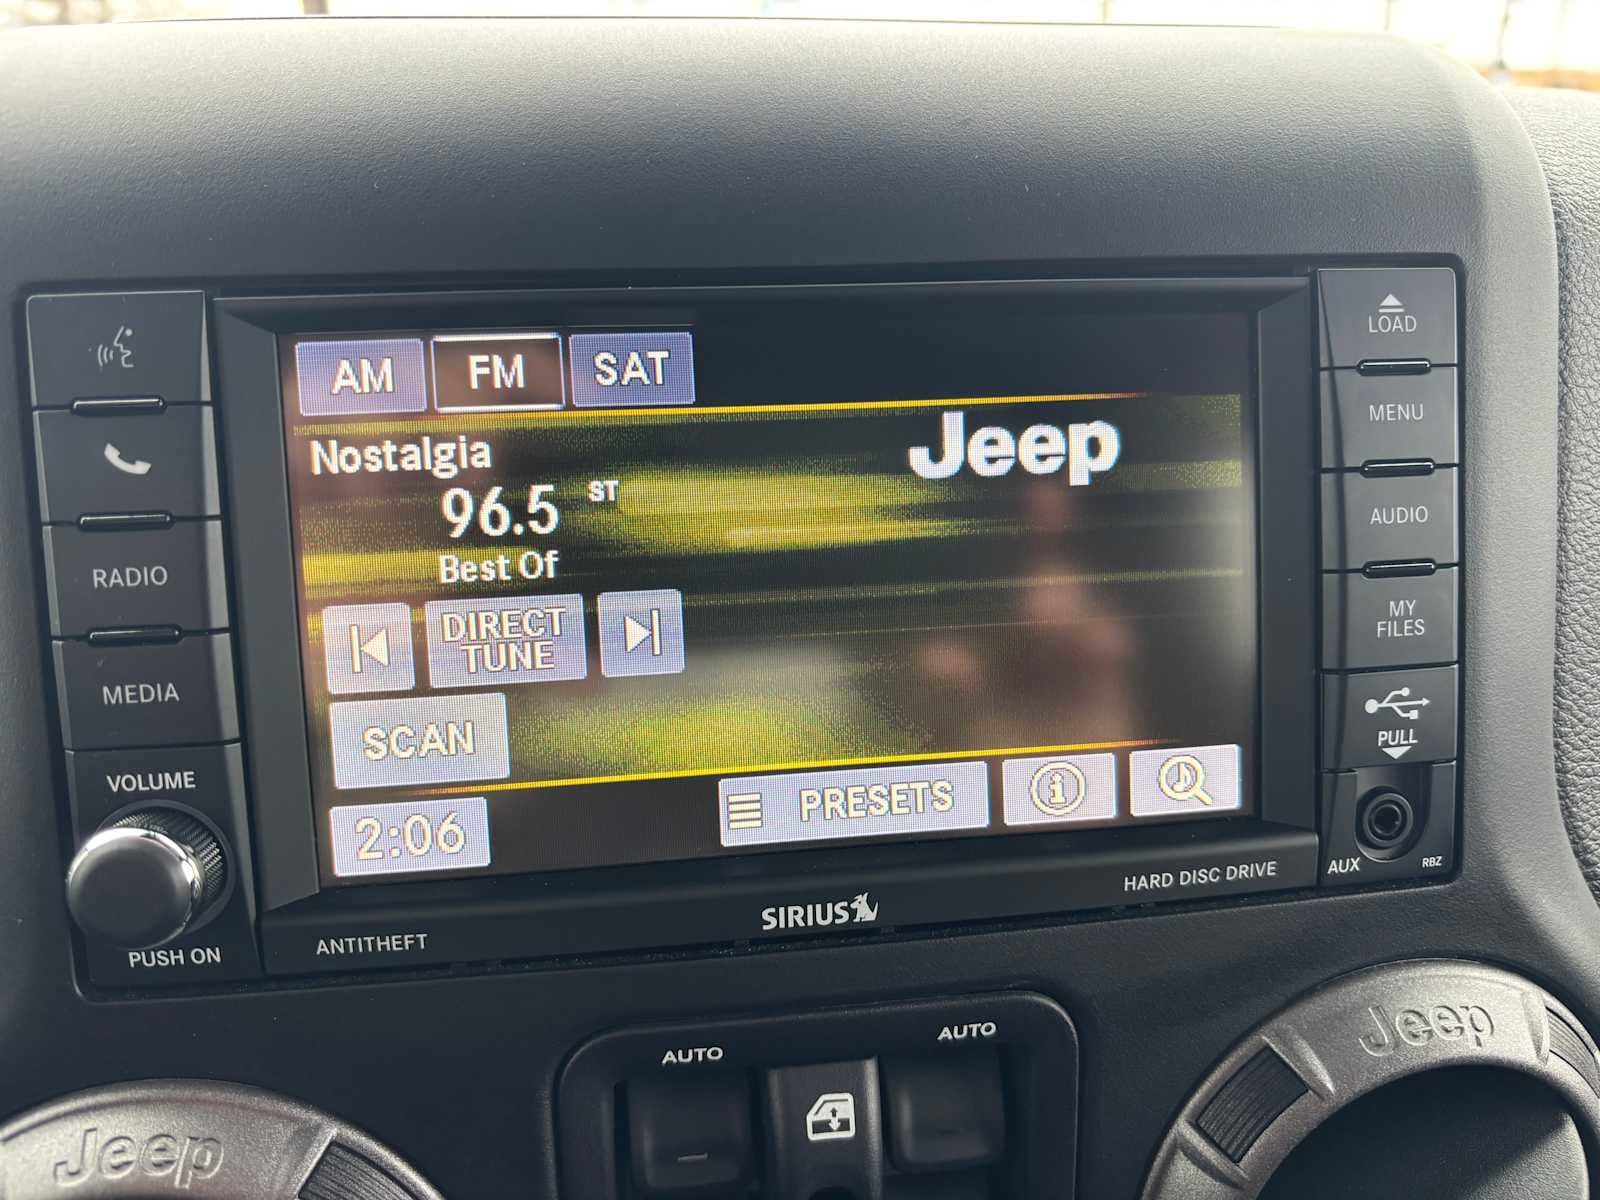 AM FM SAT
Nostalgia
Jeep
96.5 ST
Best Of
DIRECT
TUNE
SCAN
2:06
PRESETS
i
RADIO
MEDIA
VOLUME
PUSH ON
LOAD
MENU
AUDIO
MY
FILES
PULL
AUX
RBZ
ANTITHEFT
SIRIUS
HARD DISC DRIVE
AUTO
AUTO
Jeep
Jeep